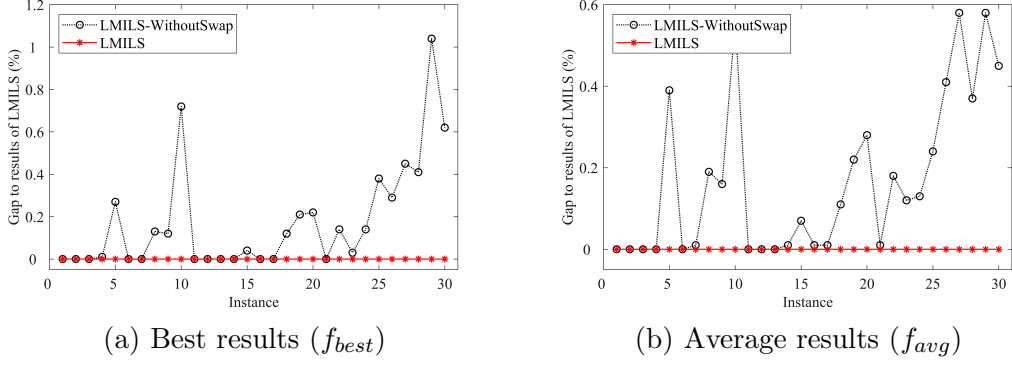 LMILS-WithoutSwap
LMILS
Gap to results of LMILS (%)
1.2
1
0.8
0.6
0.4
0.2
0
0 5 10 15 20 25 30
Instance
(a) Best results (f_best)
LMILS-WithoutSwap
LMILS
Gap to results of LMILS (%)
0.6
0.4
0.2
0
0 5 10 15 20 25 30
Instance
(b) Average results (f_avg)